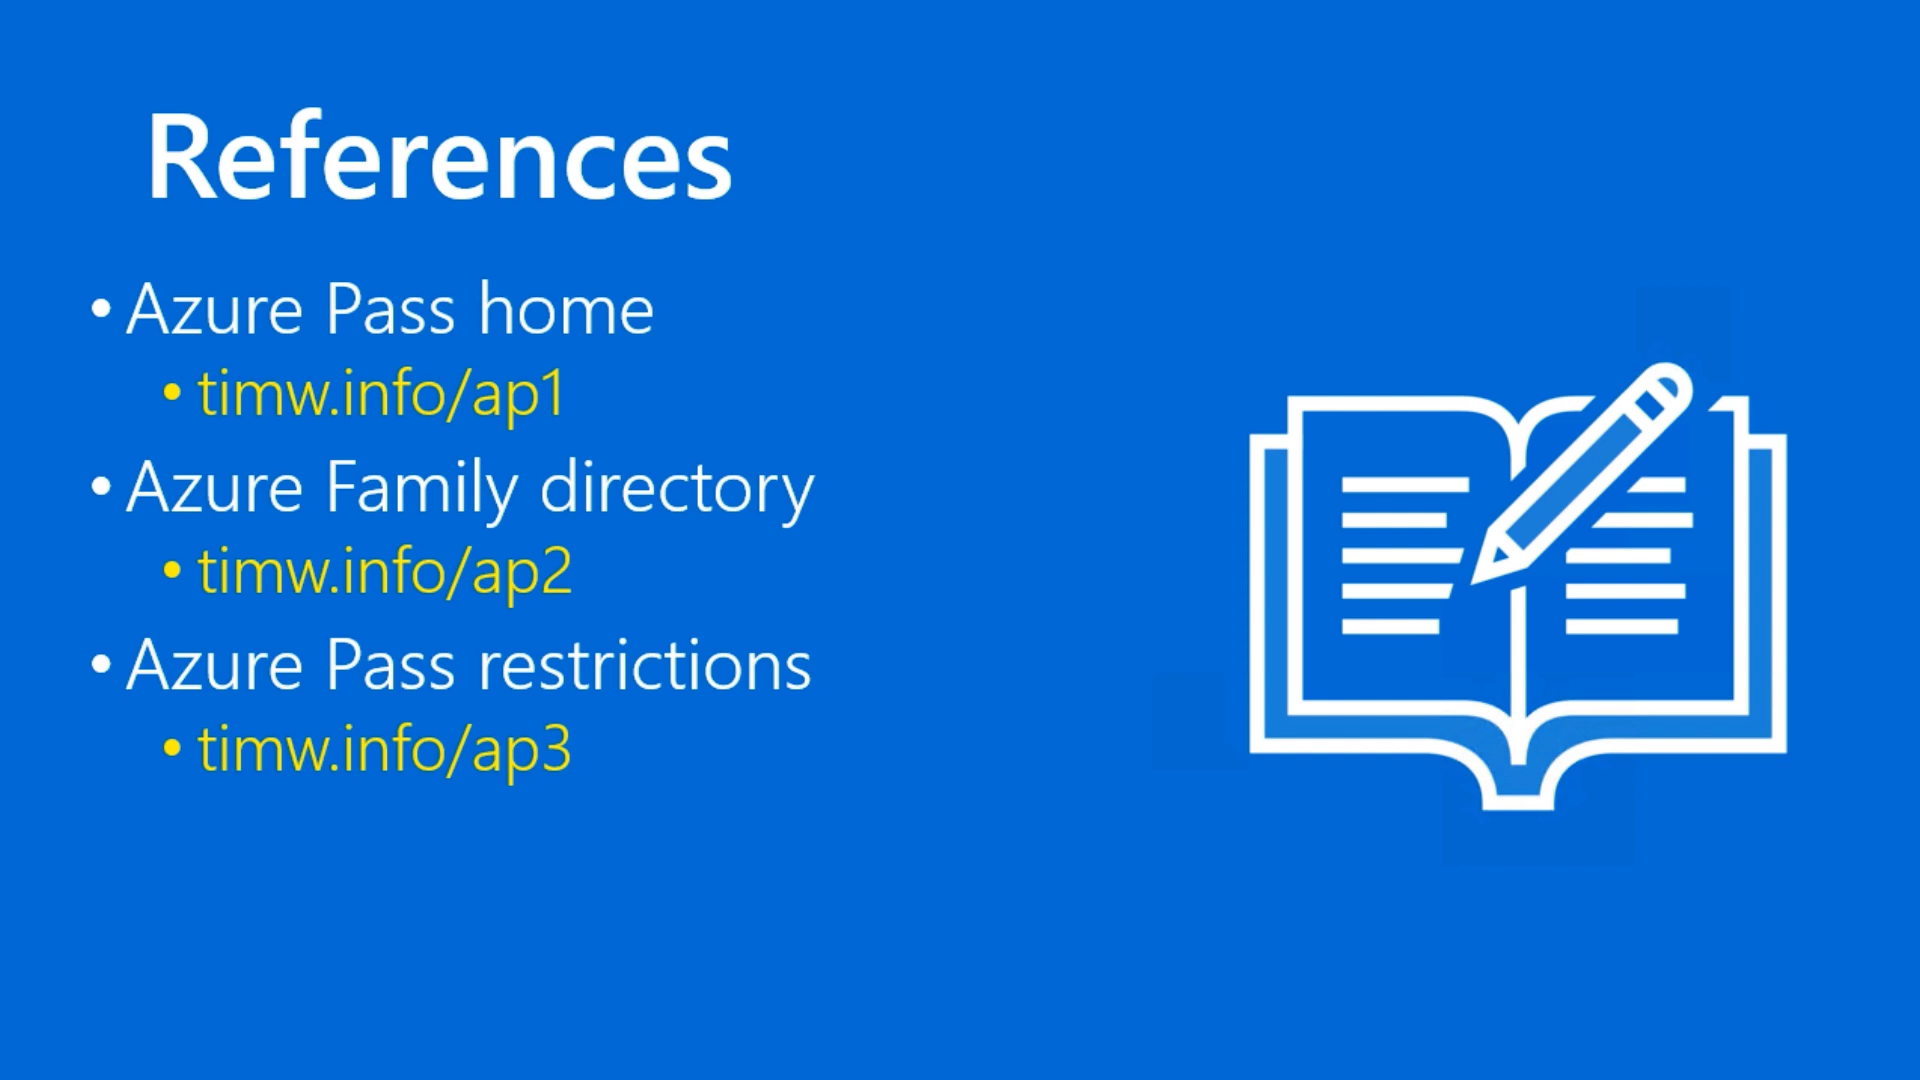 References
• Azure Pass home
• timw.info/ap1
• Azure Family directory
• timw.info/ap2
• Azure Pass restrictions
• timw.info/ap3